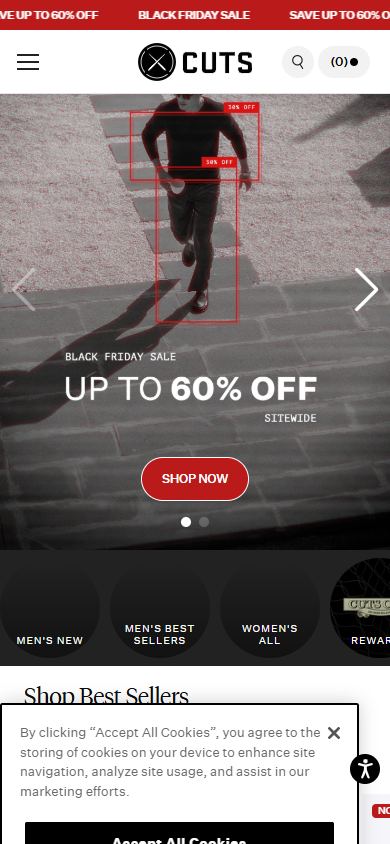 VE UP TO 60% OFF BLACK FRIDAY SALE SAVE UP TO 60% O
CUTS (0)
30% OFF
30% OFF
BLACK FRIDAY SALE
UP TO 60% OFF
SITEWIDE
SHOP NOW
MEN'S NEW
MEN'S BEST
SELLERS
WOMEN'S
ALL
CUTS C
REWAR
Shop Best Sellers
By clicking “Accept All Cookies”, you agree to the
storing of cookies on your device to enhance site
navigation, analyze site usage, and assist in our
marketing efforts.
NO
Accept All Cookies